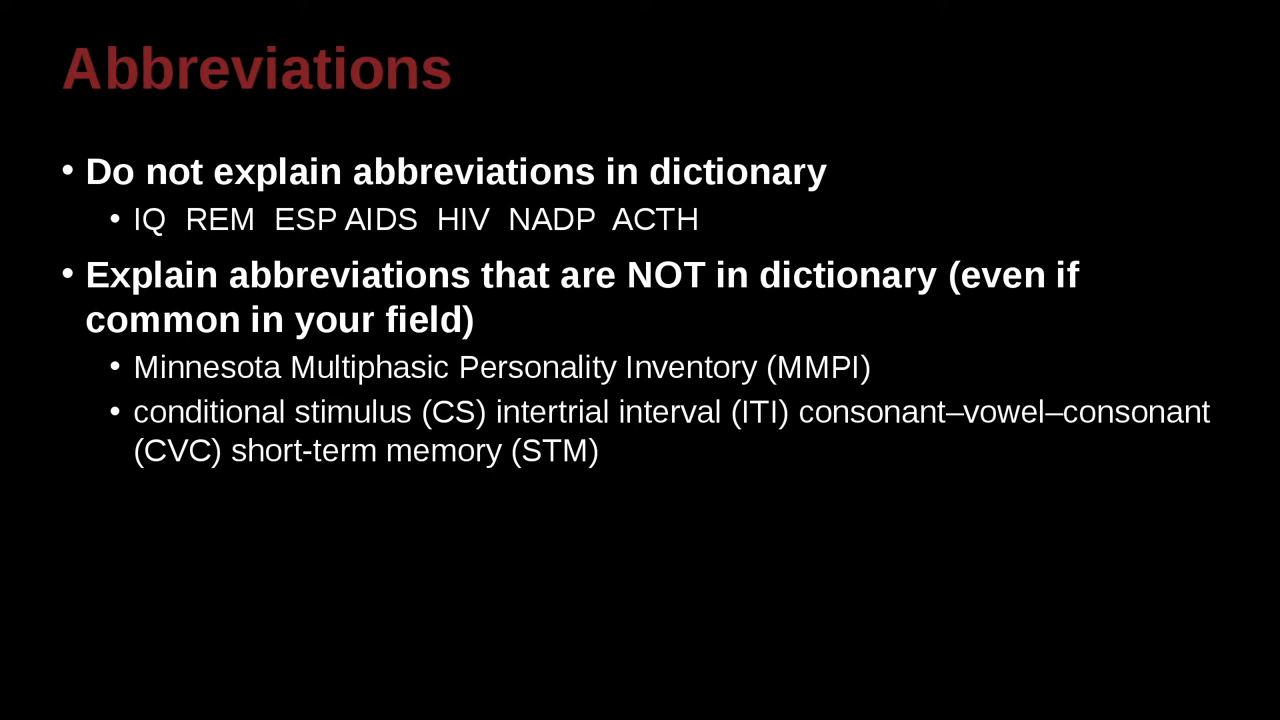 Abbreviations
• Do not explain abbreviations in dictionary
• IQ REM ESP AIDS HIV NADP ACTH
• Explain abbreviations that are NOT in dictionary (even if
common in your field)
• Minnesota Multiphasic Personality Inventory (MMPI)
• conditional stimulus (CS) intertrial interval (ITI) consonant–vowel–consonant
(CVC) short-term memory (STM)